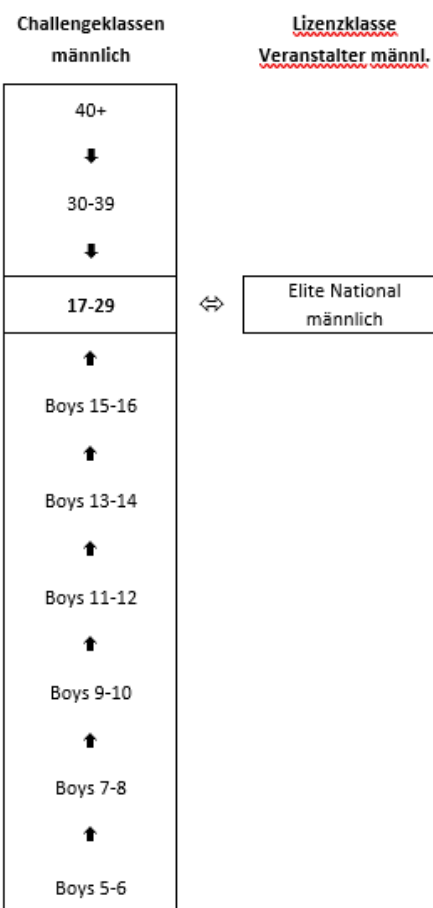 Challengeklassen
männlich
Lizenzklasse
Veranstalter männl.
40+
30-39
17-29
Elite National
männlich
Boys 15-16
Boys 13-14
Boys 11-12
Boys 9-10
Boys 7-8
Boys 5-6